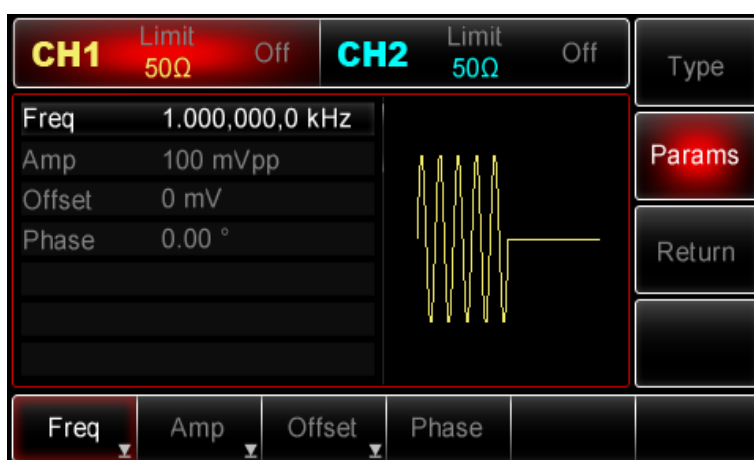 CH1 Limit 50Ω Off CH2 Limit 50Ω Off
Type
Freq 1.000,000,0 kHz
Amp 100 mVpp
Offset 0 mV
Phase 0.00 °
Params
Return
Freq Amp Offset Phase